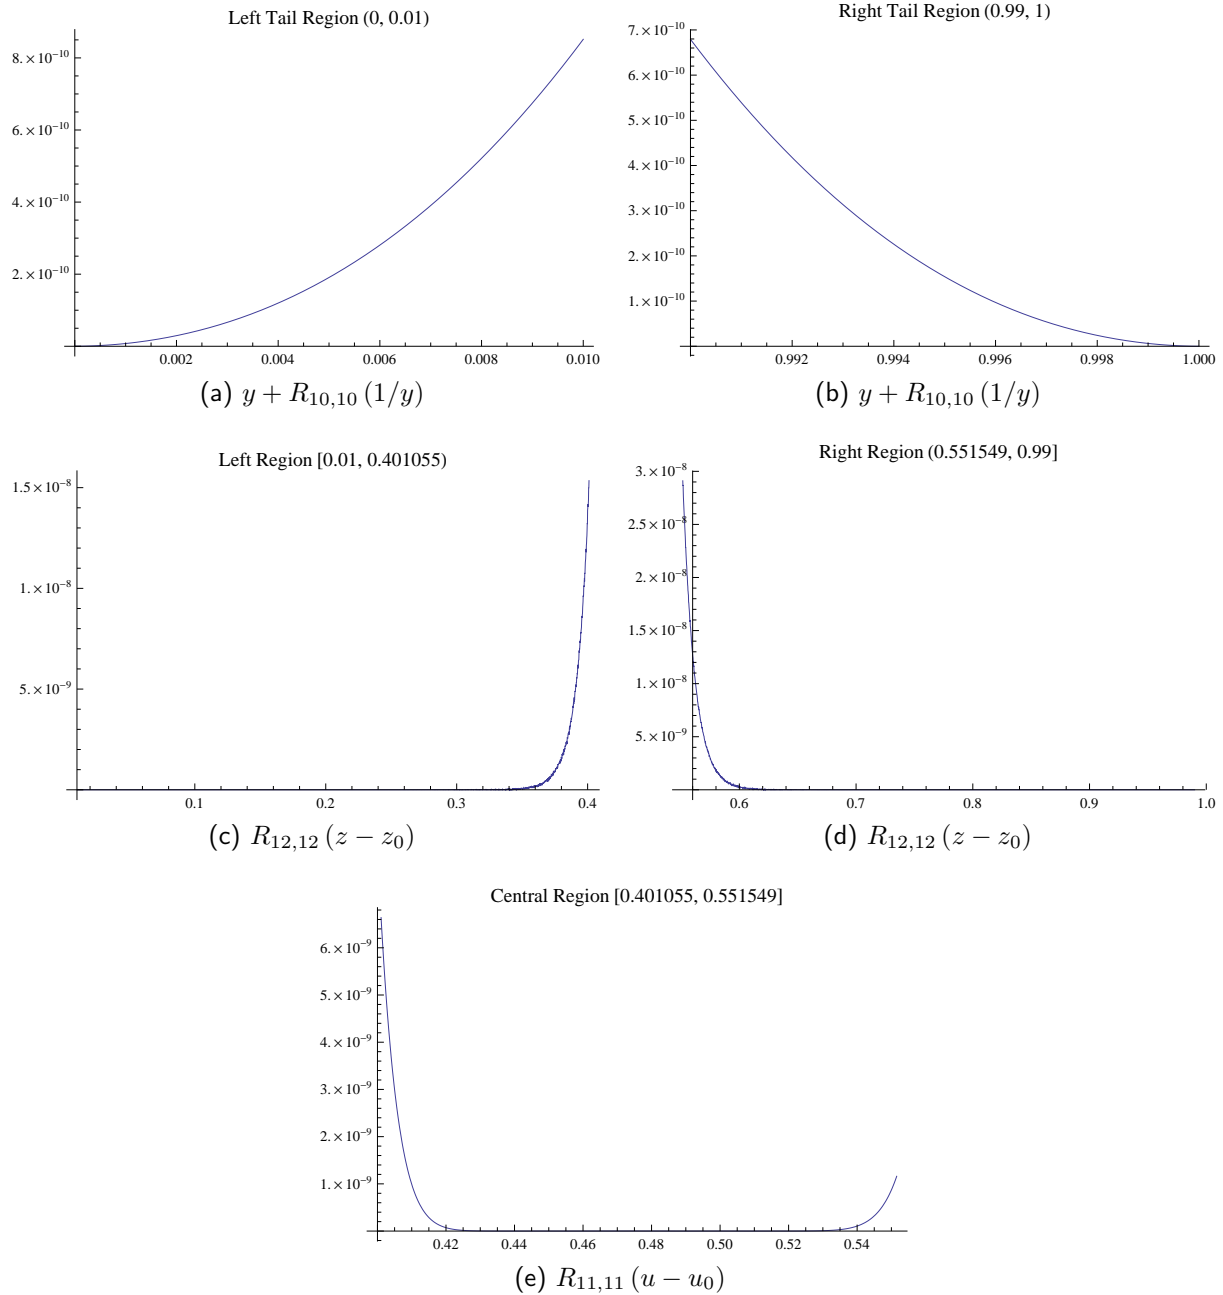 Left Tail Region (0, 0.01)
8.×10⁻¹⁰
6.×10⁻¹⁰
4.×10⁻¹⁰
2.×10⁻¹⁰
0.002 0.004 0.006 0.008 0.010
(a) y + R₁₀,₁₀ (1/y)
Right Tail Region (0.99, 1)
7.×10⁻¹⁰
6.×10⁻¹⁰
5.×10⁻¹⁰
4.×10⁻¹⁰
3.×10⁻¹⁰
2.×10⁻¹⁰
1.×10⁻¹⁰
0.992 0.994 0.996 0.998 1.000
(b) y + R₁₀,₁₀ (1/y)
Left Region [0.01, 0.401055)
1.5×10⁻⁸
1.×10⁻⁸
5.×10⁻⁹
0.1 0.2 0.3 0.4
(c) R₁₂,₁₂ (z − z₀)
Right Region (0.551549, 0.99]
3.×10⁻⁸
2.5×10⁻⁸
2.×10⁻⁸
1.5×10⁻⁸
1.×10⁻⁸
5.×10⁻⁹
0.6 0.7 0.8 0.9 1.0
(d) R₁₂,₁₂ (z − z₀)
Central Region [0.401055, 0.551549]
6.×10⁻⁹
5.×10⁻⁹
4.×10⁻⁹
3.×10⁻⁹
2.×10⁻⁹
1.×10⁻⁹
0.42 0.44 0.46 0.48 0.50 0.52 0.54
(e) R₁₁,₁₁ (u − u₀)